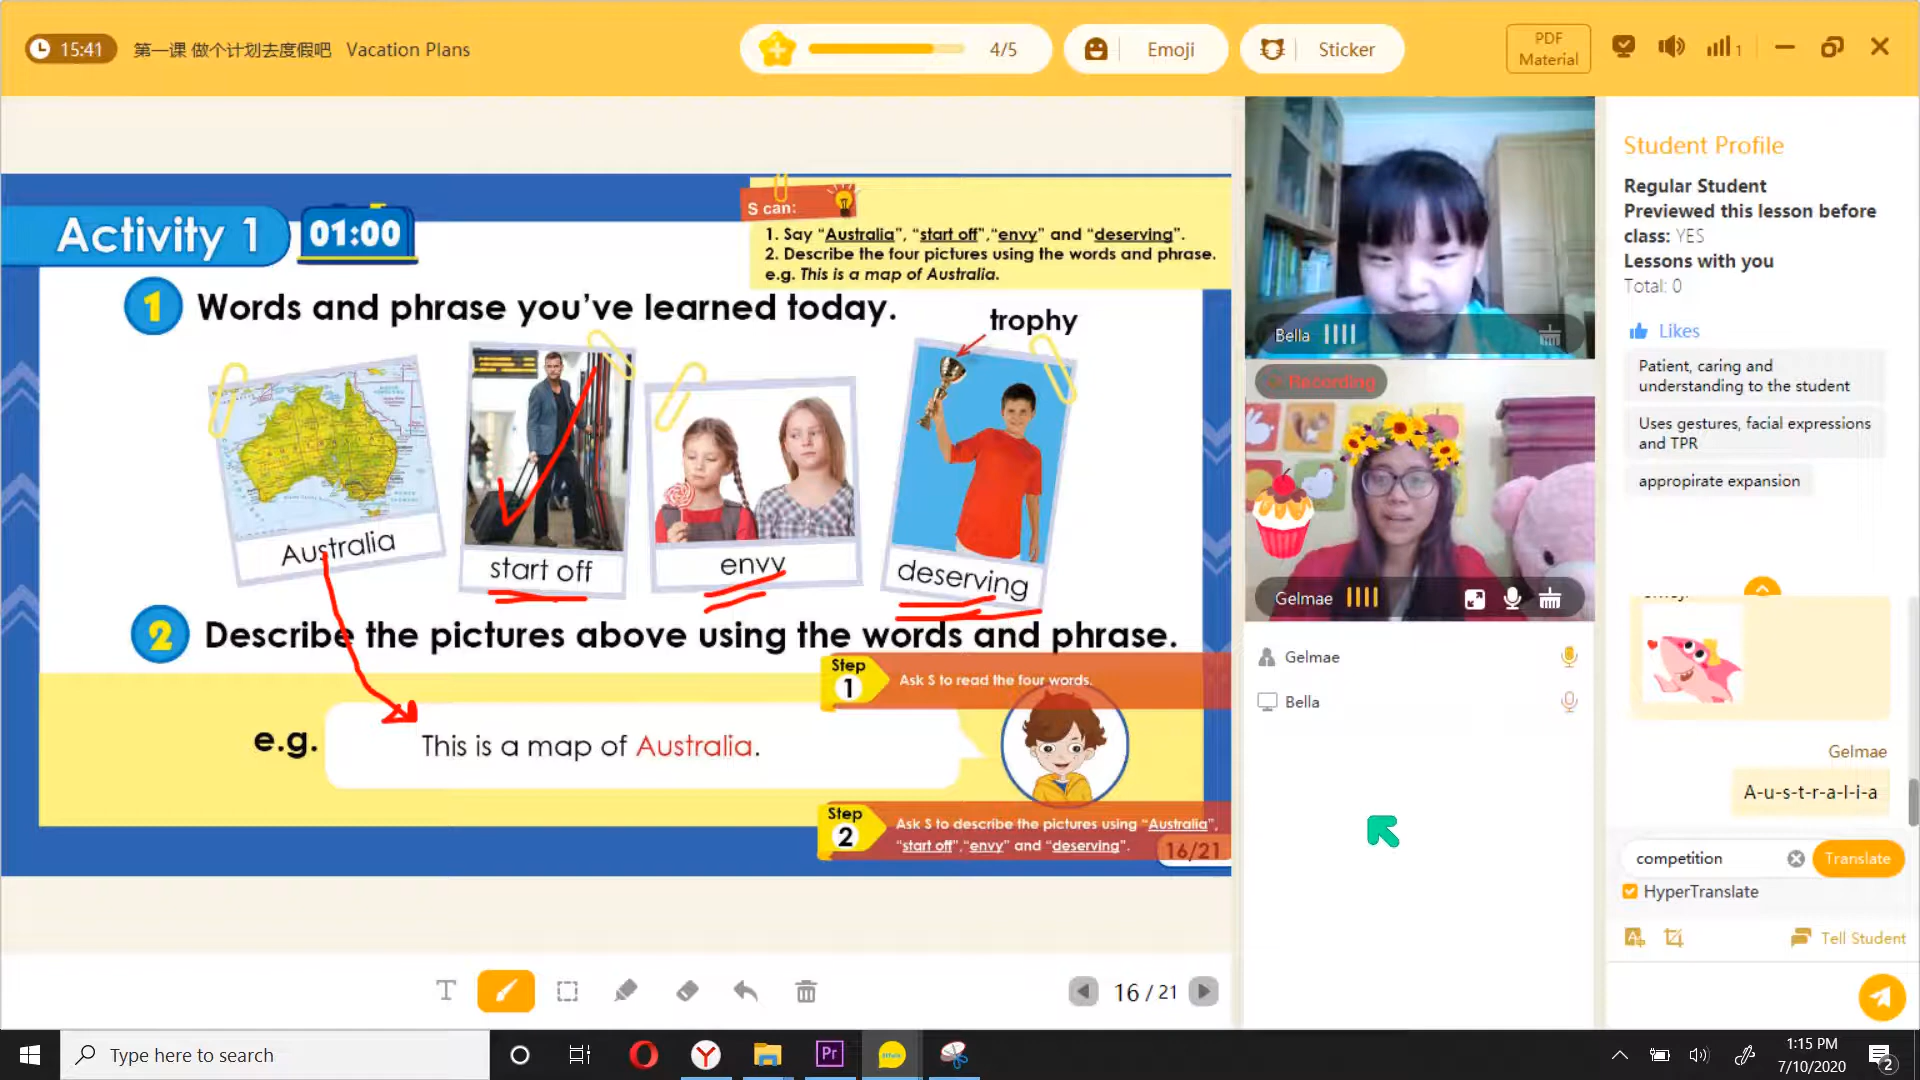 15:41
第一课 做个计划去度假吧 Vacation Plans
4/5
Emoji
Sticker
PDF
Material
1
Activity 1
01:00
S can:
1. Say “Australia”, “start off”,“envy” and “deserving”.
2. Describe the four pictures using the words and phrase.
e.g. This is a map of Australia.
1 Words and phrase you’ve learned today.
trophy
Australia
start off
envy
deserving
2 Describe the pictures above using the words and phrase.
Step
1
Ask S to read the four words.
e.g.
This is a map of Australia.
Step
2
Ask S to describe the pictures using “Australia”,
“start off”,“envy” and “deserving”.
16/21
16 / 21
Bella
Recording
Gelmae
Gelmae
Bella
Student Profile
Regular Student
Previewed this lesson before
class: YES
Lessons with you
Total: 0
Likes
Patient, caring and
understanding to the student
Uses gestures, facial expressions
and TPR
appropirate expansion
Gelmae
A-u-s-t-r-a-l-i-a
competition
Translate
HyperTranslate
Tell Student
Type here to search
Pr
1:15 PM
7/10/2020
2